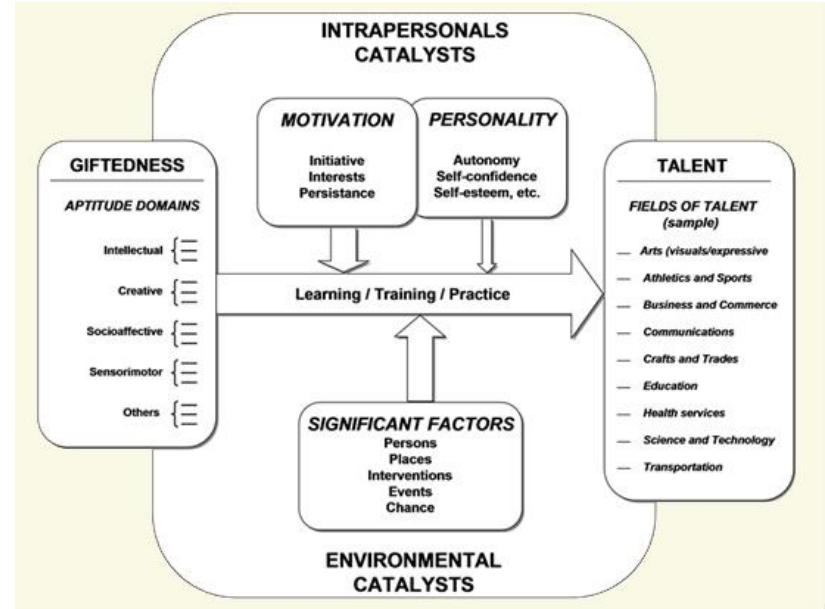 INTRAPERSONALS
CATALYSTS
MOTIVATION
Initiative
Interests
Persistance
PERSONALITY
Autonomy
Self-confidence
Self-esteem, etc.
GIFTEDNESS
APTITUDE DOMAINS
Intellectual
Creative
Socioaffective
Sensorimotor
Others
Learning / Training / Practice
TALENT
FIELDS OF TALENT
(sample)
Arts (visuals/expressive
Athletics and Sports
Business and Commerce
Communications
Crafts and Trades
Education
Health services
Science and Technology
Transportation
SIGNIFICANT FACTORS
Persons
Places
Interventions
Events
Chance
ENVIRONMENTAL
CATALYSTS